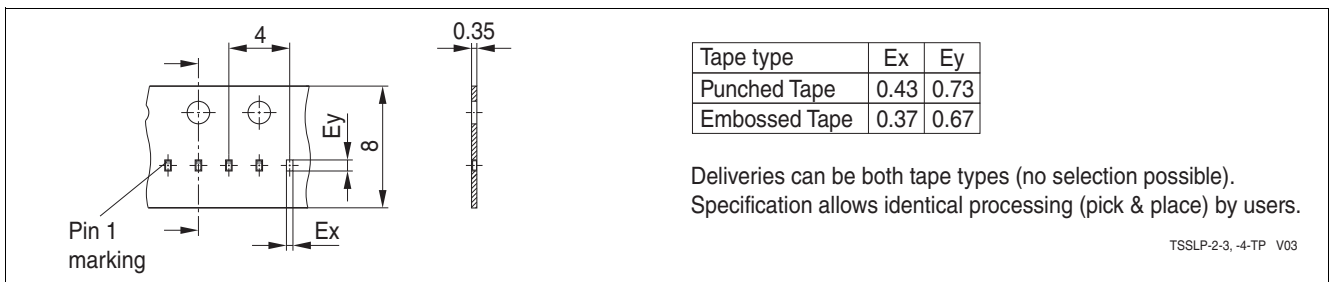 4
0.35
Ey
8
Ex
Pin 1
marking
Tape type Ex Ey
Punched Tape 0.43 0.73
Embossed Tape 0.37 0.67
Deliveries can be both tape types (no selection possible).
Specification allows identical processing (pick & place) by users.
TSSLP-2-3, -4-TP V03